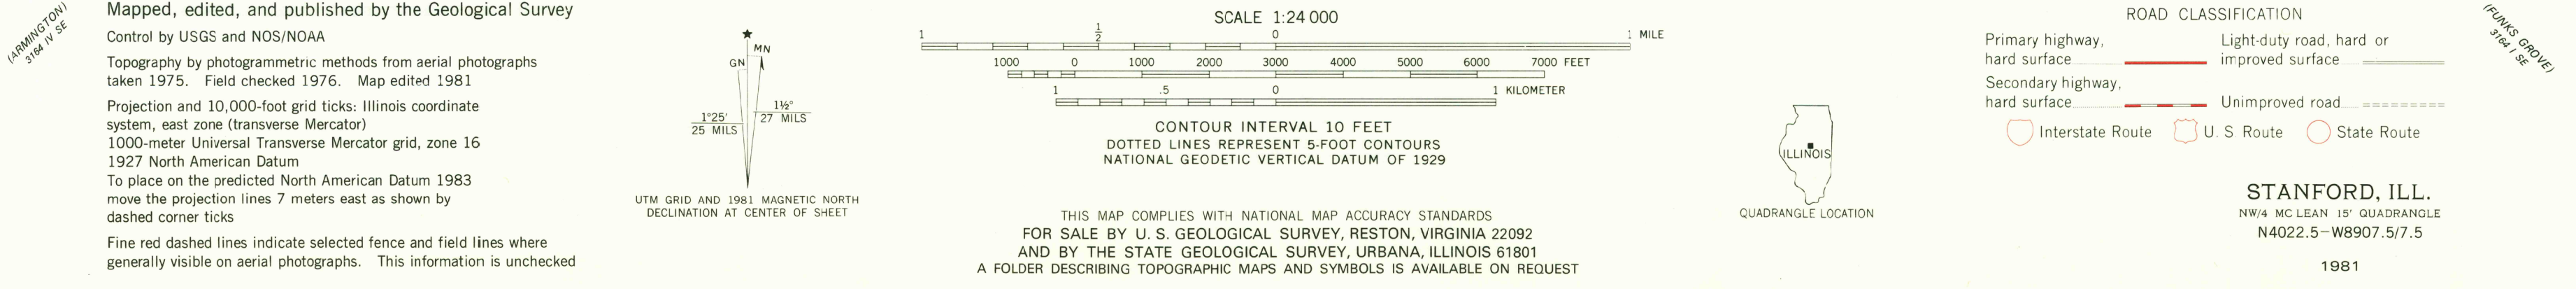 (ARMINGTON)
3164 IV SE
Mapped, edited, and published by the Geological Survey
Control by USGS and NOS/NOAA
Topography by photogrammetric methods from aerial photographs
taken 1975. Field checked 1976. Map edited 1981
Projection and 10,000-foot grid ticks: Illinois coordinate
system, east zone (transverse Mercator)
1000-meter Universal Transverse Mercator grid, zone 16
1927 North American Datum
To place on the predicted North American Datum 1983
move the projection lines 7 meters east as shown by
dashed corner ticks
Fine red dashed lines indicate selected fence and field lines where
generally visible on aerial photographs. This information is unchecked
★
MN
GN
1°25′
25 MILS
1½°
27 MILS
UTM GRID AND 1981 MAGNETIC NORTH
DECLINATION AT CENTER OF SHEET
SCALE 1:24 000
1 ½ 0 1 MILE
1000 0 1000 2000 3000 4000 5000 6000 7000 FEET
1 .5 0 1 KILOMETER
CONTOUR INTERVAL 10 FEET
DOTTED LINES REPRESENT 5-FOOT CONTOURS
NATIONAL GEODETIC VERTICAL DATUM OF 1929
THIS MAP COMPLIES WITH NATIONAL MAP ACCURACY STANDARDS
FOR SALE BY U. S. GEOLOGICAL SURVEY, RESTON, VIRGINIA 22092
AND BY THE STATE GEOLOGICAL SURVEY, URBANA, ILLINOIS 61801
A FOLDER DESCRIBING TOPOGRAPHIC MAPS AND SYMBOLS IS AVAILABLE ON REQUEST
ILLINOIS
QUADRANGLE LOCATION
ROAD CLASSIFICATION
Primary highway,
hard surface
Light-duty road, hard or
improved surface
Secondary highway,
hard surface
Unimproved road
Interstate Route
U. S. Route
State Route
(FUNKS GROVE)
3164 I SE
STANFORD, ILL.
NW/4 MC LEAN 15′ QUADRANGLE
N4022.5—W8907.5/7.5
1981